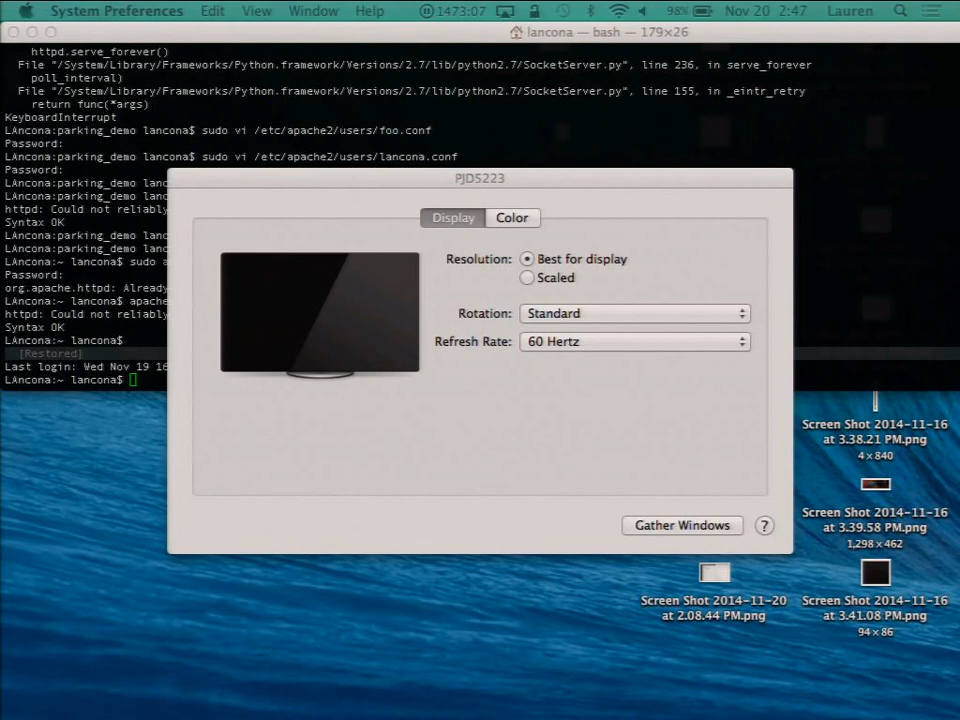 System Preferences Edit View Window Help 1473:07 98% Nov 20 2:47 Lauren
lancona — bash — 179×26
httpd.serve_forever()
File "/System/Library/Frameworks/Python.framework/Versions/2.7/lib/python2.7/SocketServer.py", line 236, in serve_forever
poll_interval)
File "/System/Library/Frameworks/Python.framework/Versions/2.7/lib/python2.7/SocketServer.py", line 155, in _eintr_retry
return func(*args)
KeyboardInterrupt
LAncona:parking_demo lancona$ sudo vi /etc/apache2/users/foo.conf
Password:
LAncona:parking_demo lancona$ sudo vi /etc/apache2/users/lancona.conf
Password:
LAncona:parking_demo lanc
LAncona:parking_demo lanc
httpd: Could not reliably
Syntax OK
LAncona:parking_demo lanc
LAncona:parking_demo lanc
LAncona:~ lancona$ sudo a
Password:
org.apache.httpd: Already
LAncona:~ lancona$ apache
httpd: Could not reliably
Syntax OK
LAncona:~ lancona$
[Restored]
Last login: Wed Nov 19 16
LAncona:~ lancona$
PJD5223
Display Color
Resolution: Best for display
Scaled
Rotation: Standard
Refresh Rate: 60 Hertz
Gather Windows ?
Screen Shot 2014-11-16
at 3.38.21 PM.png
4×840
Screen Shot 2014-11-16
at 3.39.58 PM.png
1,298×462
Screen Shot 2014-11-20
at 2.08.44 PM.png
Screen Shot 2014-11-16
at 3.41.08 PM.png
94×86